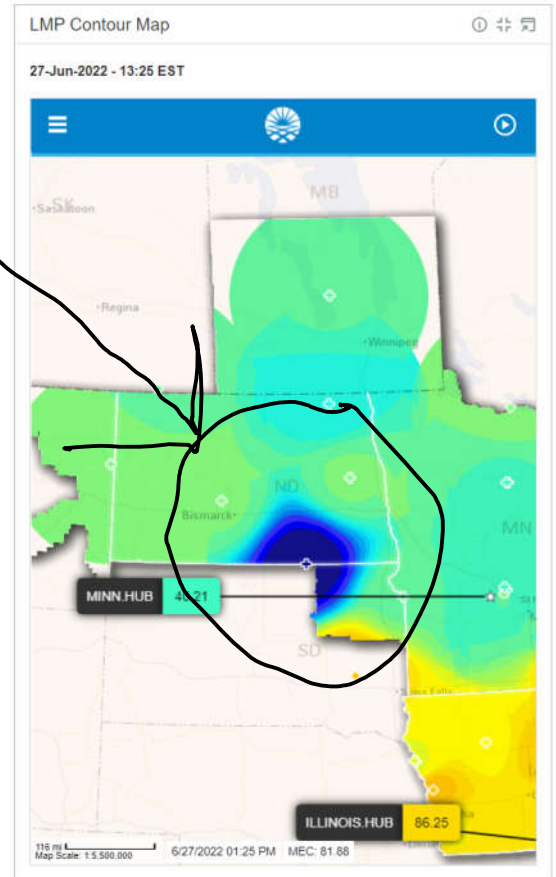 LMP Contour Map
27-Jun-2022 - 13:25 EST
MB
SK
Saskatoon
Regina
Winnipeg
ND
Bismarck
MN
MINN.HUB
SD
Sioux Falls
ILLINOIS.HUB 86.25
116 mi
Map Scale: 1:5,500,000
6/27/2022 01:25 PM MEC: 81.88